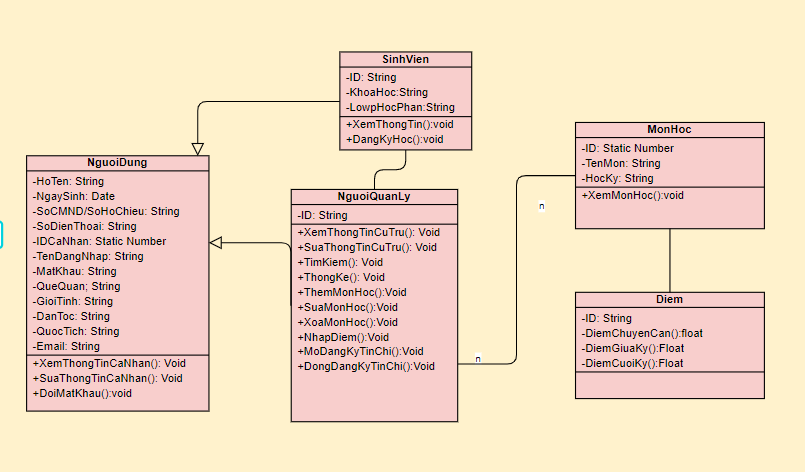 SinhVien
-ID: String
-KhoaHoc:String
-LowpHocPhan:String
+XemThongTin():void
+DangKyHoc():void
NguoiDung
-HoTen: String
-NgaySinh: Date
-SoCMND/SoHoChieu: String
-SoDienThoai: String
-IDCaNhan: Static Number
-TenDangNhap: String
-MatKhau: String
-QueQuan; String
-GioiTinh: String
-DanToc: String
-QuocTich: String
-Email: String
+XemThongTinCaNhan(): Void
+SuaThongTinCaNhan(): Void
+DoiMatKhau():void
NguoiQuanLy
-ID: String
+XemThongTinCuTru(): Void
+SuaThongTinCuTru(): Void
+TimKiem(): Void
+ThongKe(): Void
+ThemMonHoc():Void
+SuaMonHoc():Void
+XoaMonHoc():Void
+NhapDiem():Void
+MoDangKyTinChi():Void
+DongDangKyTinChi():Void
n
n
MonHoc
-ID: Static Number
-TenMon: String
-HocKy: String
+XemMonHoc():void
Diem
-ID: String
-DiemChuyenCan():float
-DiemGiuaKy():Float
-DiemCuoiKy():Float